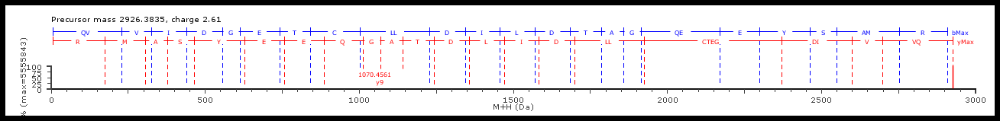 Precursor mass 2926.3835, charge 2.61
QV V I D G E T C LL D I L D T A G QE E Y S AM R bMax
R M A S Y E E Q G A T D L I D LL CTEG DI V VQ yMax
% (max=5555843)
100
75
50
25
0
1070.4561
y9
0 500 1000 1500 2000 2500 3000
M+H (Da)